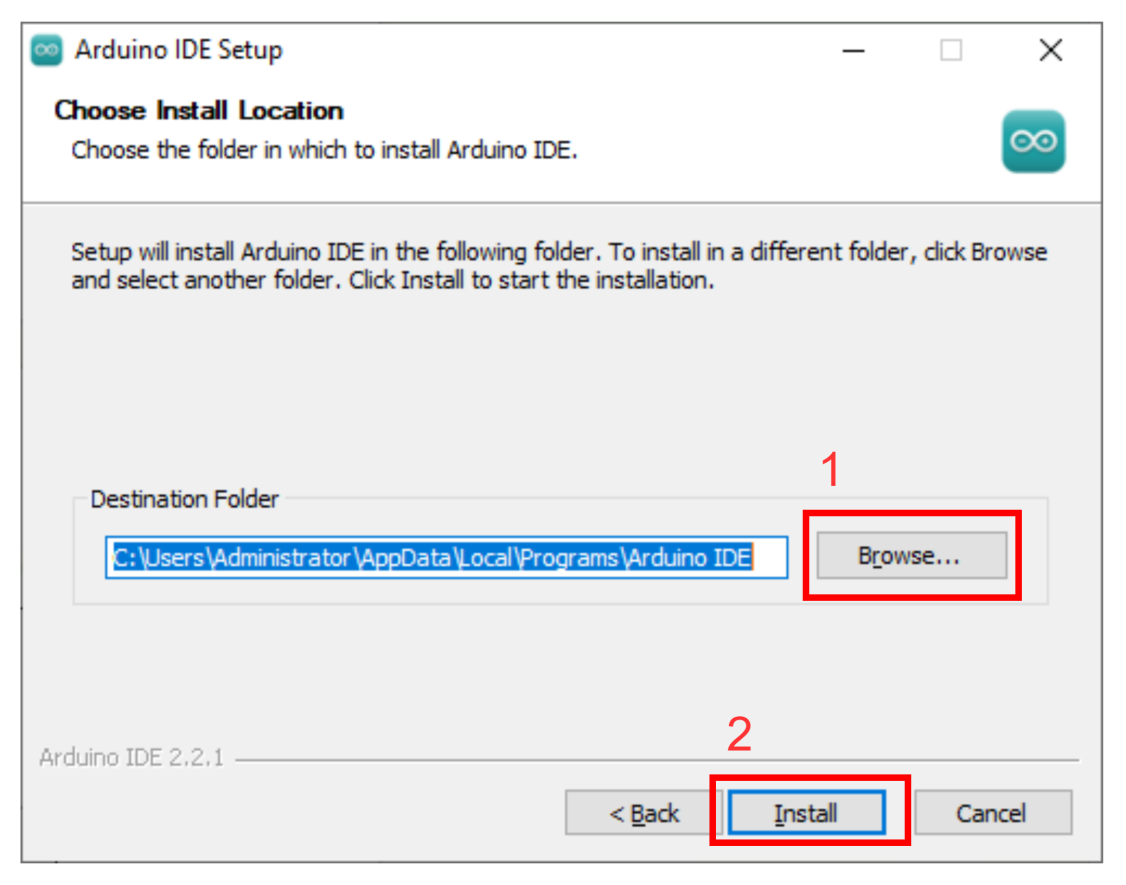 Arduino IDE Setup
Choose Install Location
Choose the folder in which to install Arduino IDE.
Setup will install Arduino IDE in the following folder. To install in a different folder, click Browse
and select another folder. Click Install to start the installation.
1
Destination Folder
C:\Users\Administrator\AppData\Local\Programs\Arduino IDE
Browse...
2
Arduino IDE 2.2.1
< Back
Install
Cancel